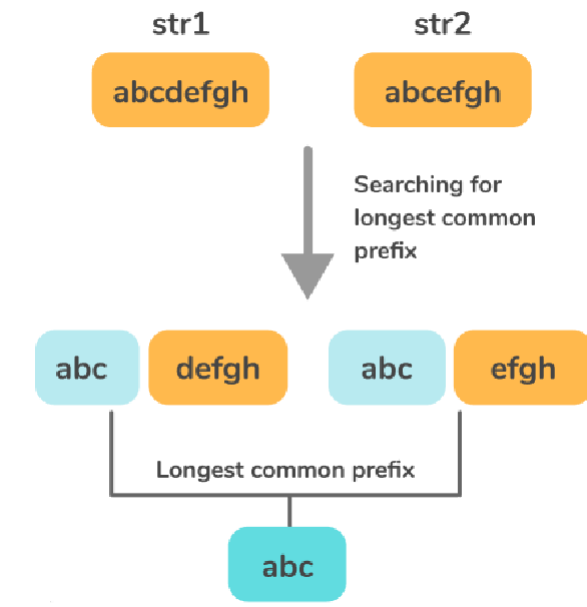 str1 str2
abcdefgh abcefgh
Searching for
longest common
prefix
abc defgh abc efgh
Longest common prefix
abc